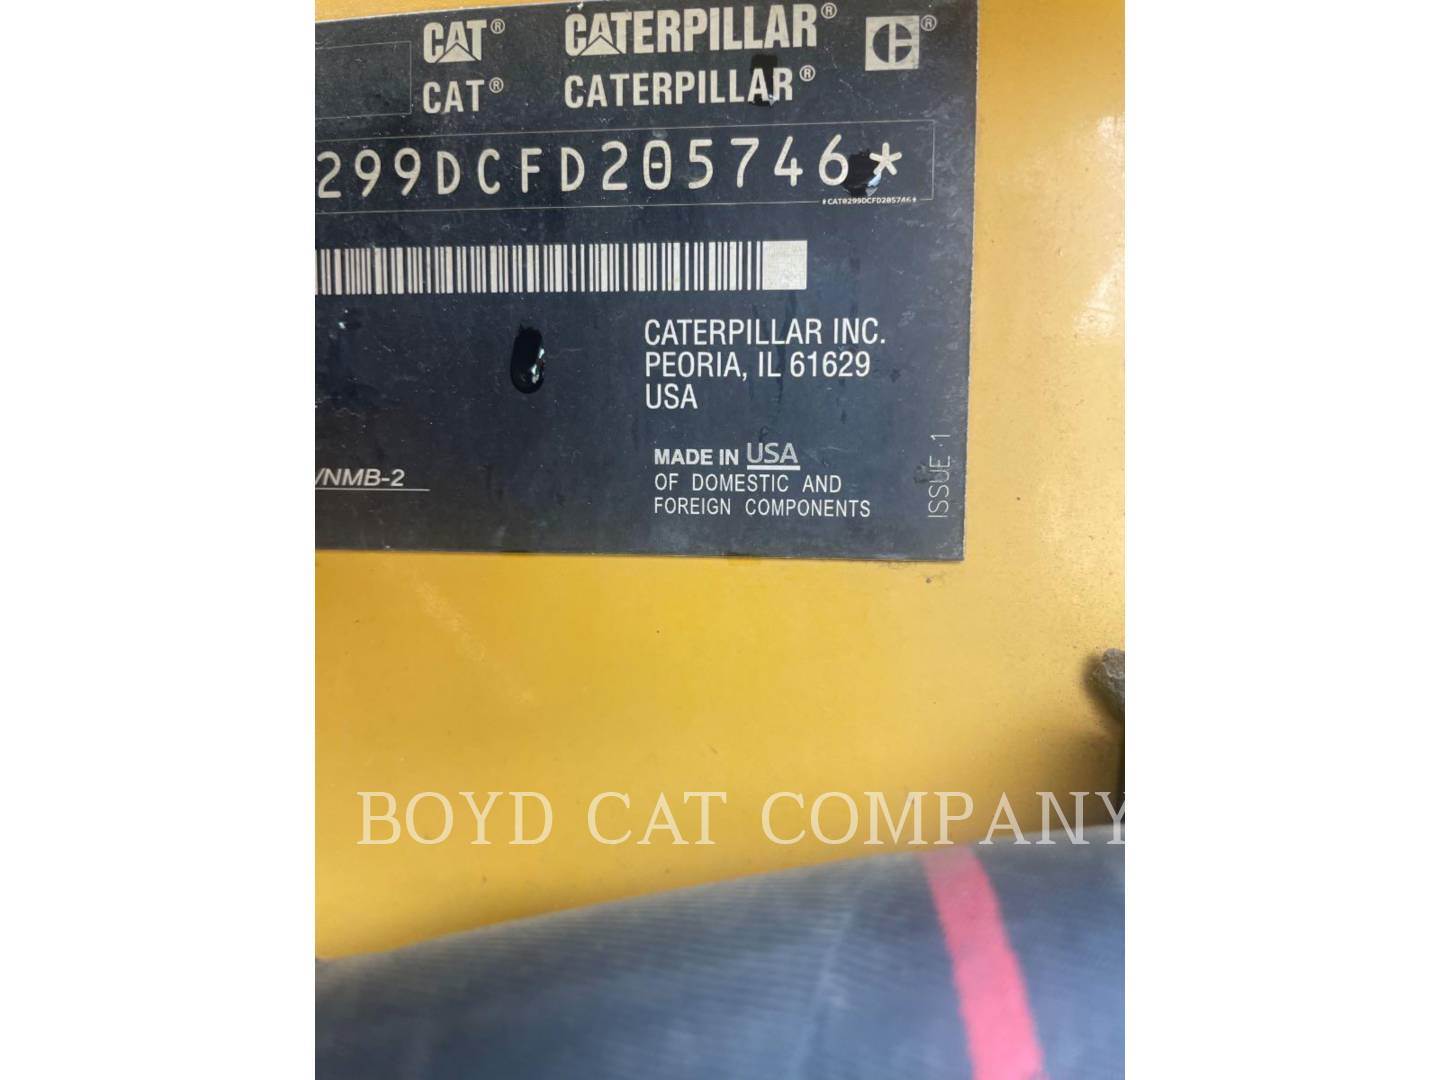 CAT® CATERPILLAR® ®
CAT® CATERPILLAR®
299DCFD205746*
*CAT0299DCFD205746*
CATERPILLAR INC.
PEORIA, IL 61629
USA
/NMB-2
MADE IN USA
OF DOMESTIC AND
FOREIGN COMPONENTS
ISSUE 1
BOYD CAT COMPANY